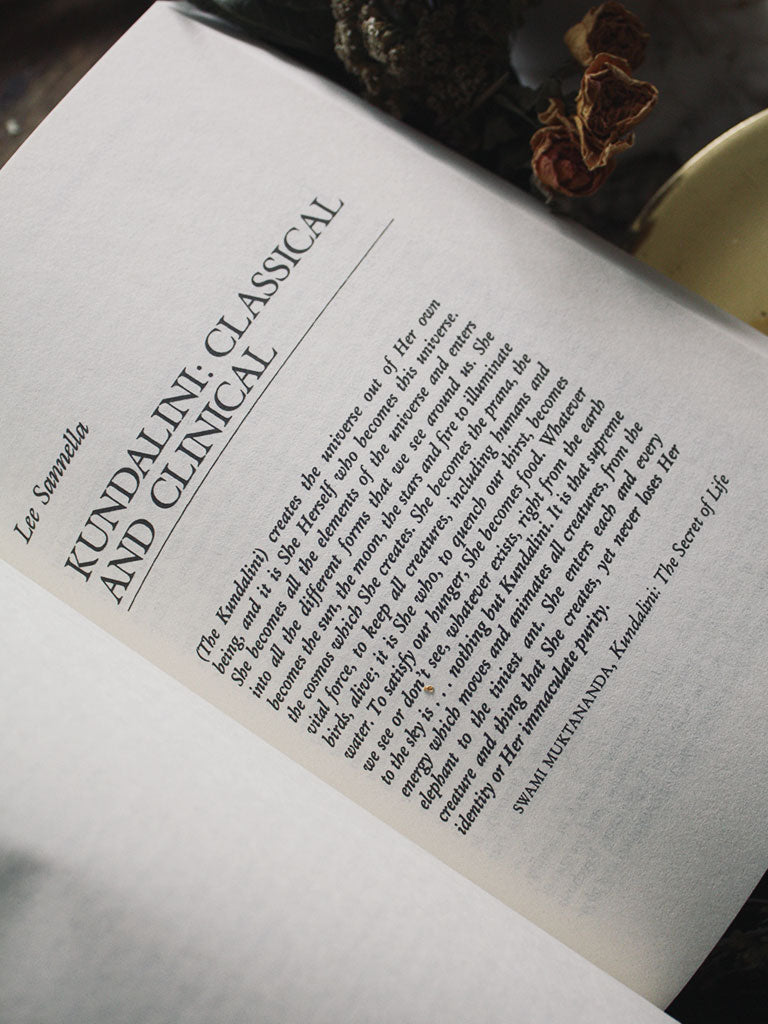 Lee Sannella
KUNDALINI: CLASSICAL
AND CLINICAL
(The Kundalini) creates the universe out of Her own
being, and it is She Herself who becomes this universe.
She becomes all the elements of the universe and enters
into all the different forms that we see around us. She
becomes the sun, the moon, the stars and fire to illuminate
the cosmos which She creates. She becomes the prana, the
vital force, to keep all creatures, including humans and
birds, alive; it is She who, to quench our thirst, becomes
water. To satisfy our hunger, She becomes food. Whatever
we see or don't see, whatever exists, right from the earth
to the sky is . . . nothing but Kundalini. It is that supreme
energy which moves and animates all creatures, from the
elephant to the tiniest ant. She enters each and every
creature and thing that She creates, yet never loses Her
identity or Her immaculate purity.
SWAMI MUKTANANDA, Kundalini: The Secret of Life